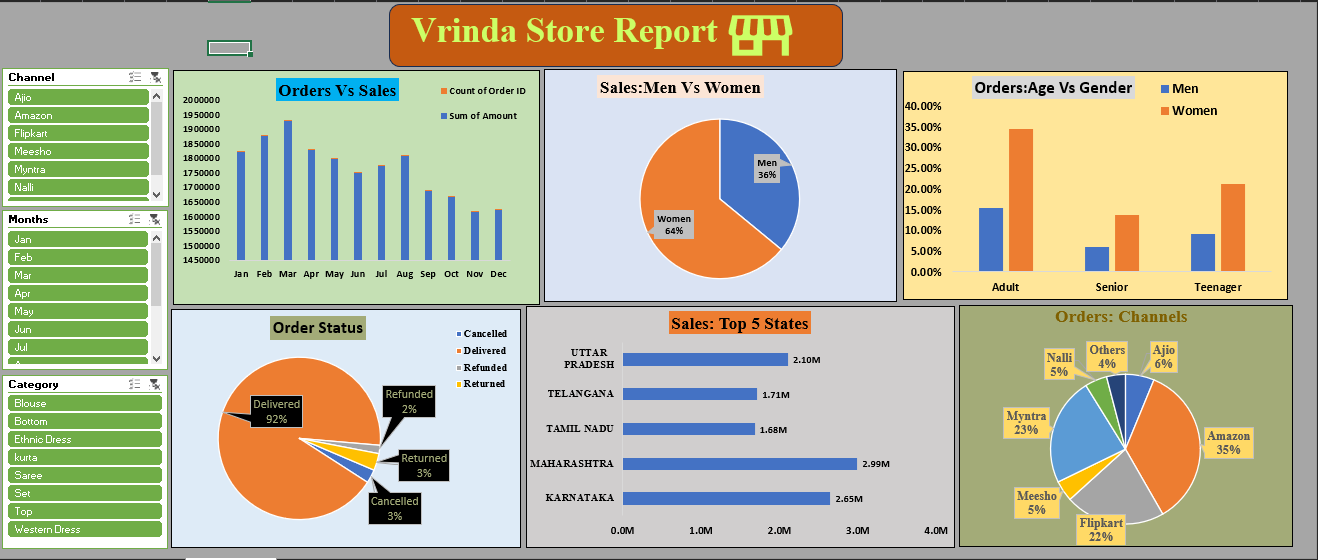 Vrinda Store Report
Channel
Ajio
Amazon
Flipkart
Meesho
Myntra
Nalli
Months
Jan
Feb
Mar
Apr
May
Jun
Jul
Category
Blouse
Bottom
Ethnic Dress
kurta
Saree
Set
Top
Western Dress
Orders Vs Sales
Count of Order ID
Sum of Amount
2000000
1950000
1900000
1850000
1800000
1750000
1700000
1650000
1600000
1550000
1500000
1450000
Jan Feb Mar Apr May Jun Jul Aug Sep Oct Nov Dec
Sales:Men Vs Women
Men
36%
Women
64%
Orders:Age Vs Gender
Men
Women
40.00%
35.00%
30.00%
25.00%
20.00%
15.00%
10.00%
5.00%
0.00%
Adult Senior Teenager
Order Status
Cancelled
Delivered
Refunded
Returned
Delivered
92%
Refunded
2%
Returned
3%
Cancelled
3%
Sales: Top 5 States
UTTAR
PRADESH
2.10M
TELANGANA 1.71M
TAMIL NADU 1.68M
MAHARASHTRA 2.99M
KARNATAKA 2.65M
0.0M 1.0M 2.0M 3.0M 4.0M
Orders: Channels
Nalli
5%
Others
4%
Ajio
6%
Myntra
23%
Amazon
35%
Meesho
5%
Flipkart
22%